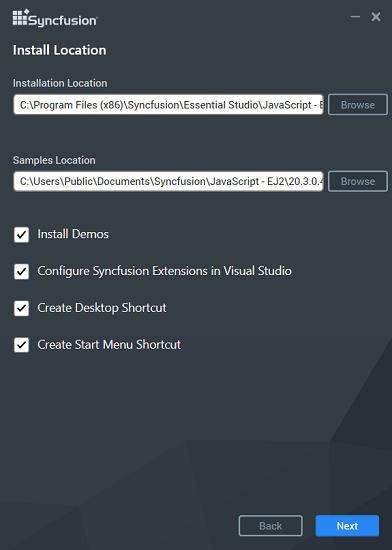 Syncfusion
Install Location
Installation Location
C:\Program Files (x86)\Syncfusion\Essential Studio\JavaScript - E
Browse
Samples Location
C:\Users\Public\Documents\Syncfusion\JavaScript - EJ2\20.3.0.4
Browse
Install Demos
Configure Syncfusion Extensions in Visual Studio
Create Desktop Shortcut
Create Start Menu Shortcut
Back
Next